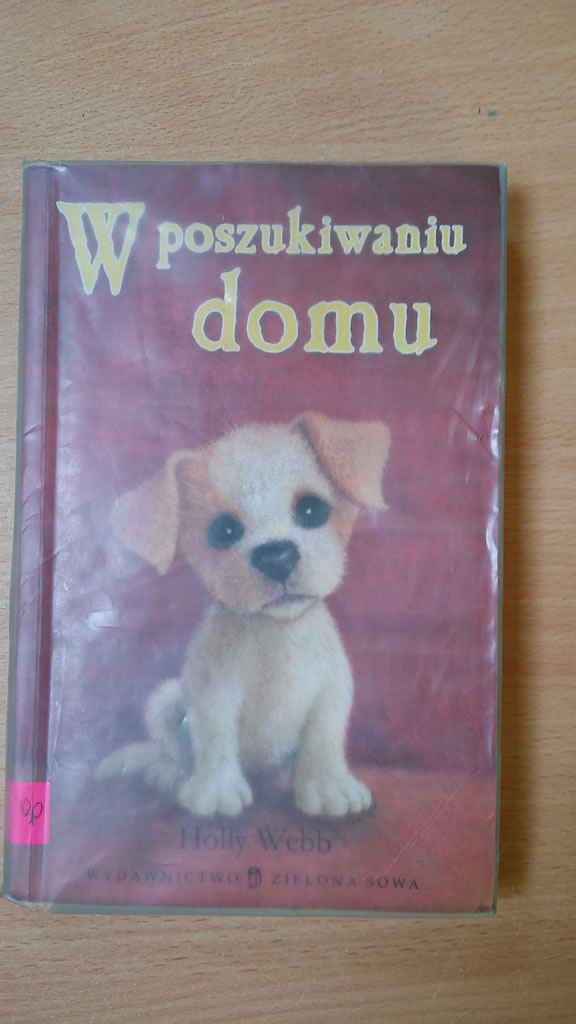 W poszukiwaniu
domu
Holly Webb
WYDAWNICTWO ZIELONA SOWA